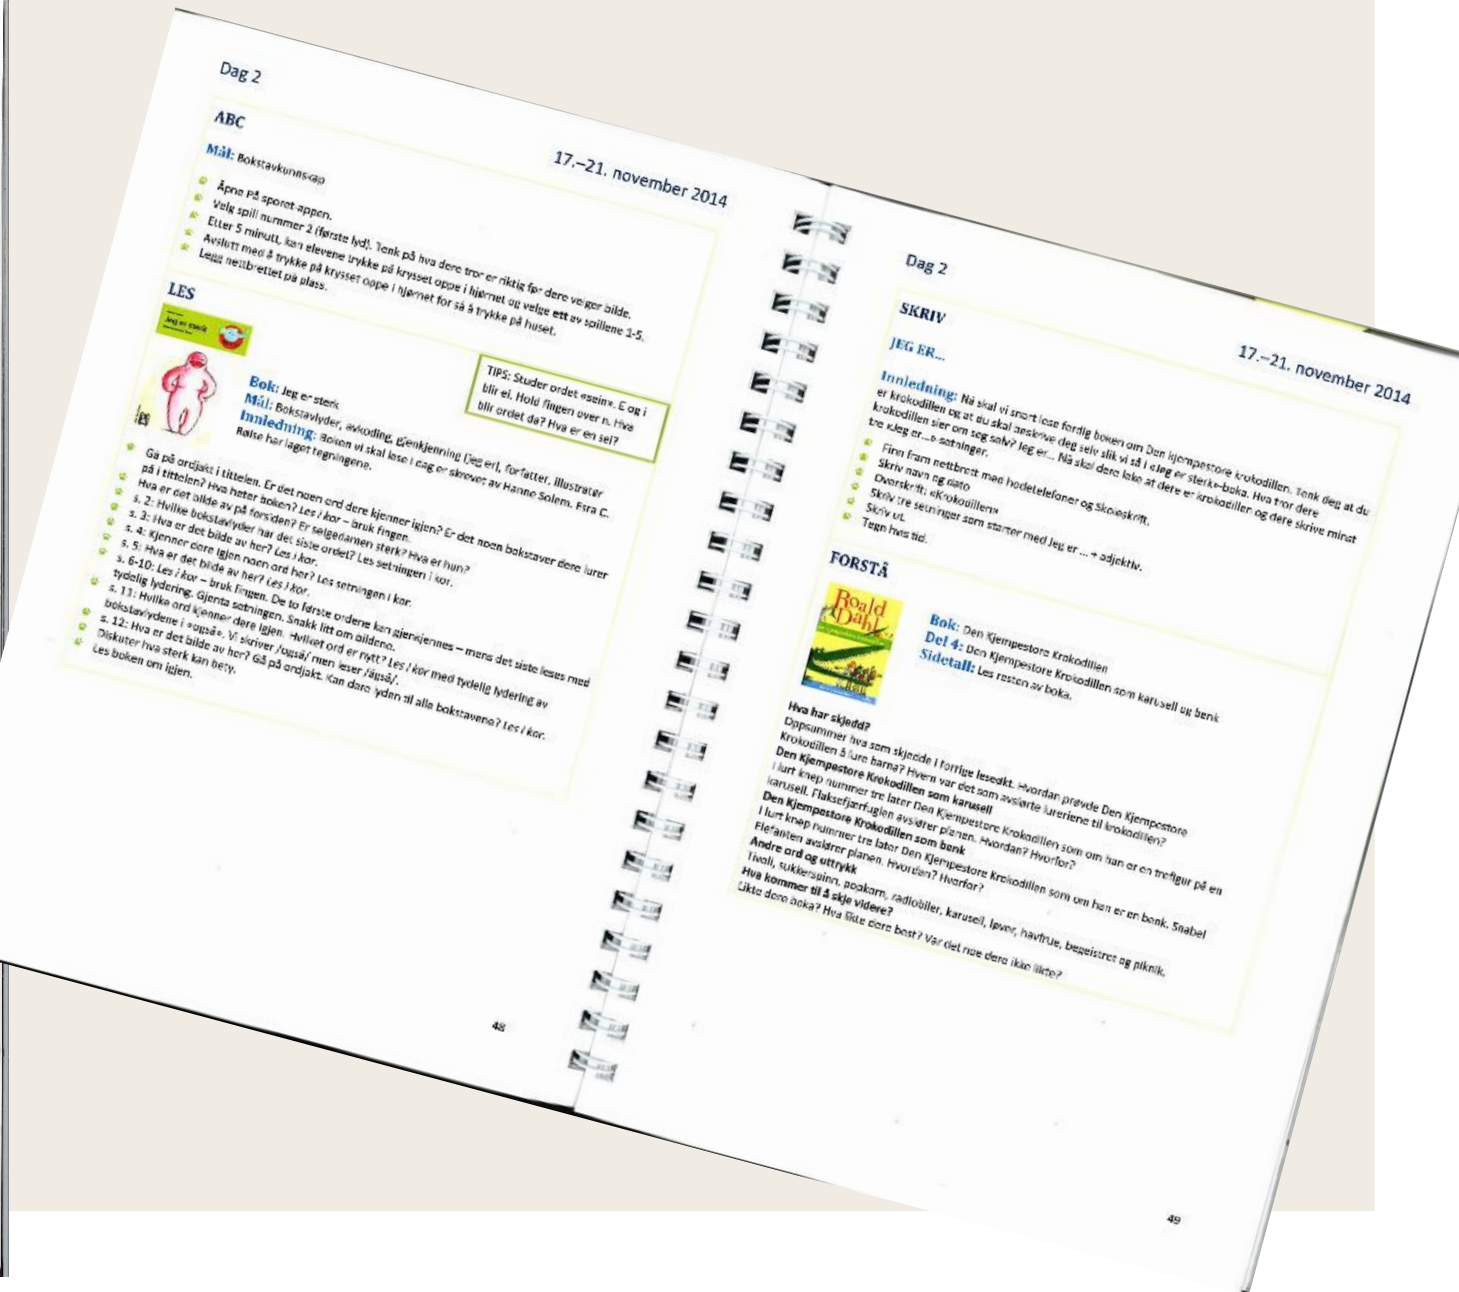 Dag 2
17.–21. november 2014
ABC
Mål: Bokstavkunnskap
Åpne På sporet-appen.
Velg spill nummer 2 (første lyd). Tenk på hva dere tror er riktig før dere velger bilde.
Etter 5 minutt, kan elevene trykke på krysset oppe i hjørnet og velge ett av spillene 1-5.
Avslutt med å trykke på krysset oppe i hjørnet for så å trykke på huset.
Legg nettbrettet på plass.
LES
Jeg er sterk
TIPS: Studer ordet «sein». E og i
blir ei. Hold fingen over n. Hva
blir ordet da? Hva er en sei?
Bok: Jeg er sterk
Mål: Bokstavlyder, avkoding, gjenkjenning (jeg er), forfatter, illustratør
Innledning: Boken vi skal lese i dag er skrevet av Hanne Solem. Esra C.
Røise har laget tegningene.
Gå på ordjakt i tittelen. Er det noen ord dere kjenner igjen? Er det noen bokstaver dere lurer
på i tittelen? Hva heter boken? Les i kor – bruk fingen.
Hva er det bilde av på forsiden? Er selgedamen sterk? Hva er hun?
s. 2: Hvilke bokstavlyder har det siste ordet? Les setningen i kor.
s. 3: Hva er det bilde av her? Les i kor.
s. 4: Kjenner dere igjen noen ord her? Les setningen i kor.
s. 5: Hva er det bilde av her? Les i kor.
s. 6-10: Les i kor – bruk fingen. De to første ordene kan gjenkjennes – mens det siste leses med
tydelig lydering. Gjenta setningen. Snakk litt om bildene.
s. 11: Hvilke ord kjenner dere igjen. Hvilket ord er nytt? Les i kor med tydelig lydering av
bokstavlydene i «også». Vi skriver /også/ men leser /åså/.
s. 12: Hva er det bilde av her? Gå på ordjakt. Kan dere lyden til alle bokstavene? Les i kor.
Diskuter hva sterk kan bety.
Les boken om igjen.
48
Dag 2
17.–21. november 2014
SKRIV
JEG ER...
Innledning: Nå skal vi snart lese ferdig boken om Den kjempestore krokodillen. Tenk deg at du
er krokodillen og at du skal beskrive deg selv slik vi så i «Jeg er sterk»-boka. Hva tror dere
krokodillen sier om seg selv? Jeg er... Nå skal dere leke at dere er krokodillen og dere skrive minst
tre «Jeg er...»-setninger.
Finn fram nettbrett med hodetelefoner og Skoleskrift.
Skriv navn og dato
Overskrift: «Krokodillen»
Skriv tre setninger som starter med Jeg er ... + adjektiv.
Skriv ut.
Tegn hvis tid.
FORSTÅ
Roald
Dahl
Bok: Den Kjempestore Krokodillen
Del 4: Den Kjempestore Krokodillen som karusell og benk
Sidetall: Les resten av boka.
Hva har skjedd?
Oppsummer hva som skjedde i forrige leseøkt. Hvordan prøvde Den Kjempestore
Krokodillen å lure barna? Hvem var det som avslørte lureriene til krokodillen?
Den Kjempestore Krokodillen som karusell
I lurt knep nummer tre later Den Kjempestore Krokodillen som om han er en trefigur på en
karusell. Flaksefjærfuglen avslører planen. Hvordan? Hvorfor?
Den Kjempestore Krokodillen som benk
I lurt knep nummer tre later Den Kjempestore Krokodillen som om han er en benk. Snabel
Elefanten avslører planen. Hvordan? Hvorfor?
Andre ord og uttrykk
Tivoli, sukkerspinn, popkorn, radiobiler, karusell, løver, havfrue, begeistret og piknik.
Hva kommer til å skje videre?
Likte dere boka? Hva likte dere best? Var det noe dere ikke likte?
49